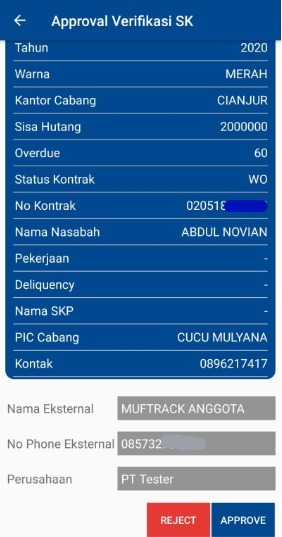 Approval Verifikasi SK
Tahun 2020
Warna MERAH
Kantor Cabang CIANJUR
Sisa Hutang 2000000
Overdue 60
Status Kontrak WO
No Kontrak 020518
Nama Nasabah ABDUL NOVIAN
Pekerjaan -
Deliquency -
Nama SKP -
PIC Cabang CUCU MULYANA
Kontak 0896217417
Nama Eksternal MUFTRACK ANGGOTA
No Phone Eksternal 085732
Perusahaan PT Tester
REJECT APPROVE